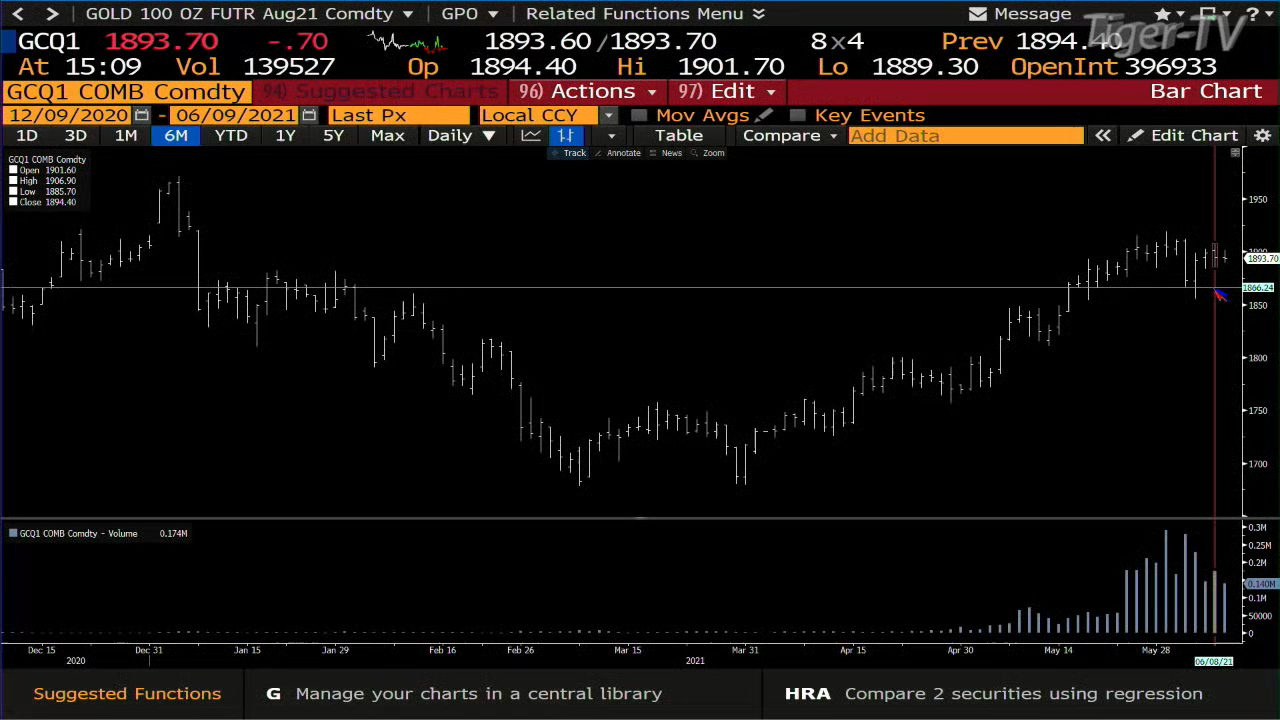 < > GOLD 100 OZ FUTR Aug21 Comdty GPO Related Functions Menu Message ?
Tiger-TV
GCQ1 1893.70 -.70 1893.60/1893.70 8x4 Prev 1894.40
At 15:09 Vol 139527 Op 1894.40 Hi 1901.70 Lo 1889.30 OpenInt 396933
GCQ1 COMB Comdty 94) Suggested Charts 96) Actions 97) Edit Bar Chart
12/09/2020 - 06/09/2021 Last Px Local CCY Mov Avgs Key Events
1D 3D 1M 6M YTD 1Y 5Y Max Daily ▼ Table Compare Add Data « Edit Chart
Track Annotate News Zoom
GCQ1 COMB Comdty
Open 1901.60
High 1906.90
Low 1885.70
Close 1894.40
1950
1900
1893.70
1866.24
1850
1800
1750
1700
GCQ1 COMB Comdty - Volume 0.174M
0.3M
0.25M
0.2M
0.140M
0.1M
50000
0
Dec 15 Dec 31 Jan 15 Jan 29 Feb 16 Feb 26 Mar 15 Mar 31 Apr 15 Apr 30 May 14 May 28
2020 2021 06/08/21
Suggested Functions G Manage your charts in a central library HRA Compare 2 securities using regression